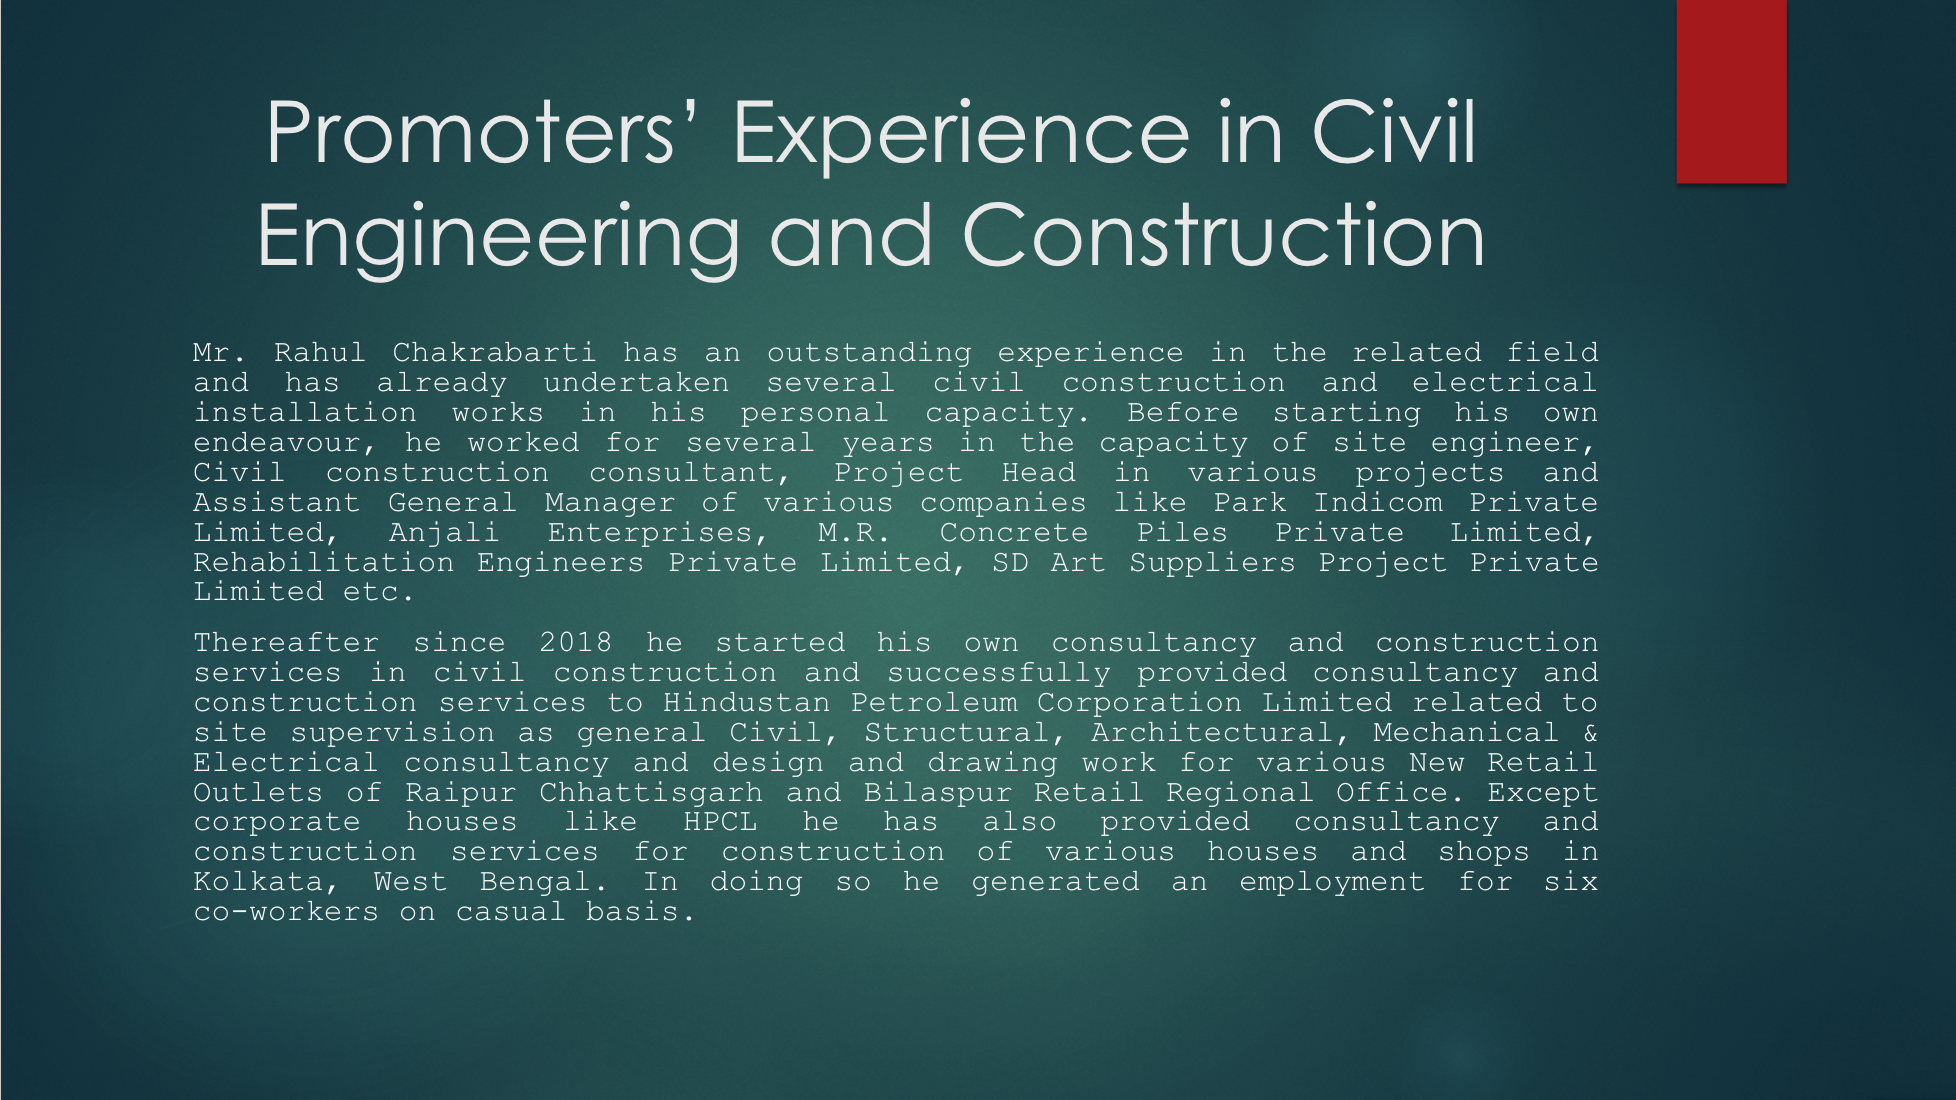 Promoters’ Experience in Civil
Engineering and Construction
Mr. Rahul Chakrabarti has an outstanding experience in the related field
and has already undertaken several civil construction and electrical
installation works in his personal capacity. Before starting his own
endeavour, he worked for several years in the capacity of site engineer,
Civil construction consultant, Project Head in various projects and
Assistant General Manager of various companies like Park Indicom Private
Limited, Anjali Enterprises, M.R. Concrete Piles Private Limited,
Rehabilitation Engineers Private Limited, SD Art Suppliers Project Private
Limited etc.
Thereafter since 2018 he started his own consultancy and construction
services in civil construction and successfully provided consultancy and
construction services to Hindustan Petroleum Corporation Limited related to
site supervision as general Civil, Structural, Architectural, Mechanical &
Electrical consultancy and design and drawing work for various New Retail
Outlets of Raipur Chhattisgarh and Bilaspur Retail Regional Office. Except
corporate houses like HPCL he has also provided consultancy and
construction services for construction of various houses and shops in
Kolkata, West Bengal. In doing so he generated an employment for six
co-workers on casual basis.